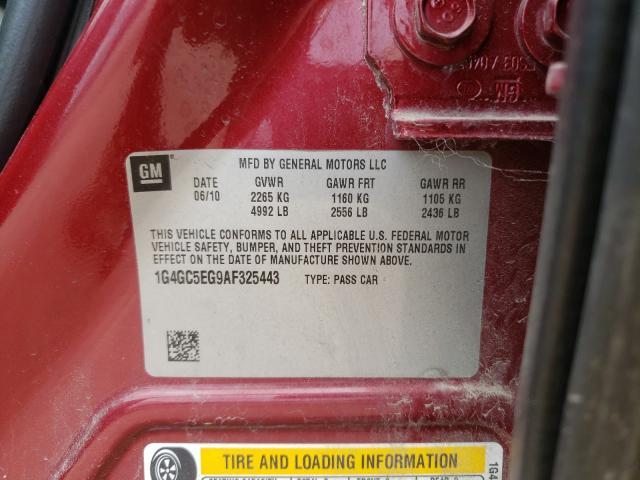 GM
MFD BY GENERAL MOTORS LLC
DATE GVWR GAWR FRT GAWR RR
06/10 2265 KG 1160 KG 1105 KG
4992 LB 2556 LB 2436 LB
THIS VEHICLE CONFORMS TO ALL APPLICABLE U.S. FEDERAL MOTOR
VEHICLE SAFETY, BUMPER, AND THEFT PREVENTION STANDARDS IN
EFFECT ON THE DATE OF MANUFACTURE SHOWN ABOVE.
1G4GC5EG9AF325443 TYPE: PASS CAR
TIRE AND LOADING INFORMATION
1G4